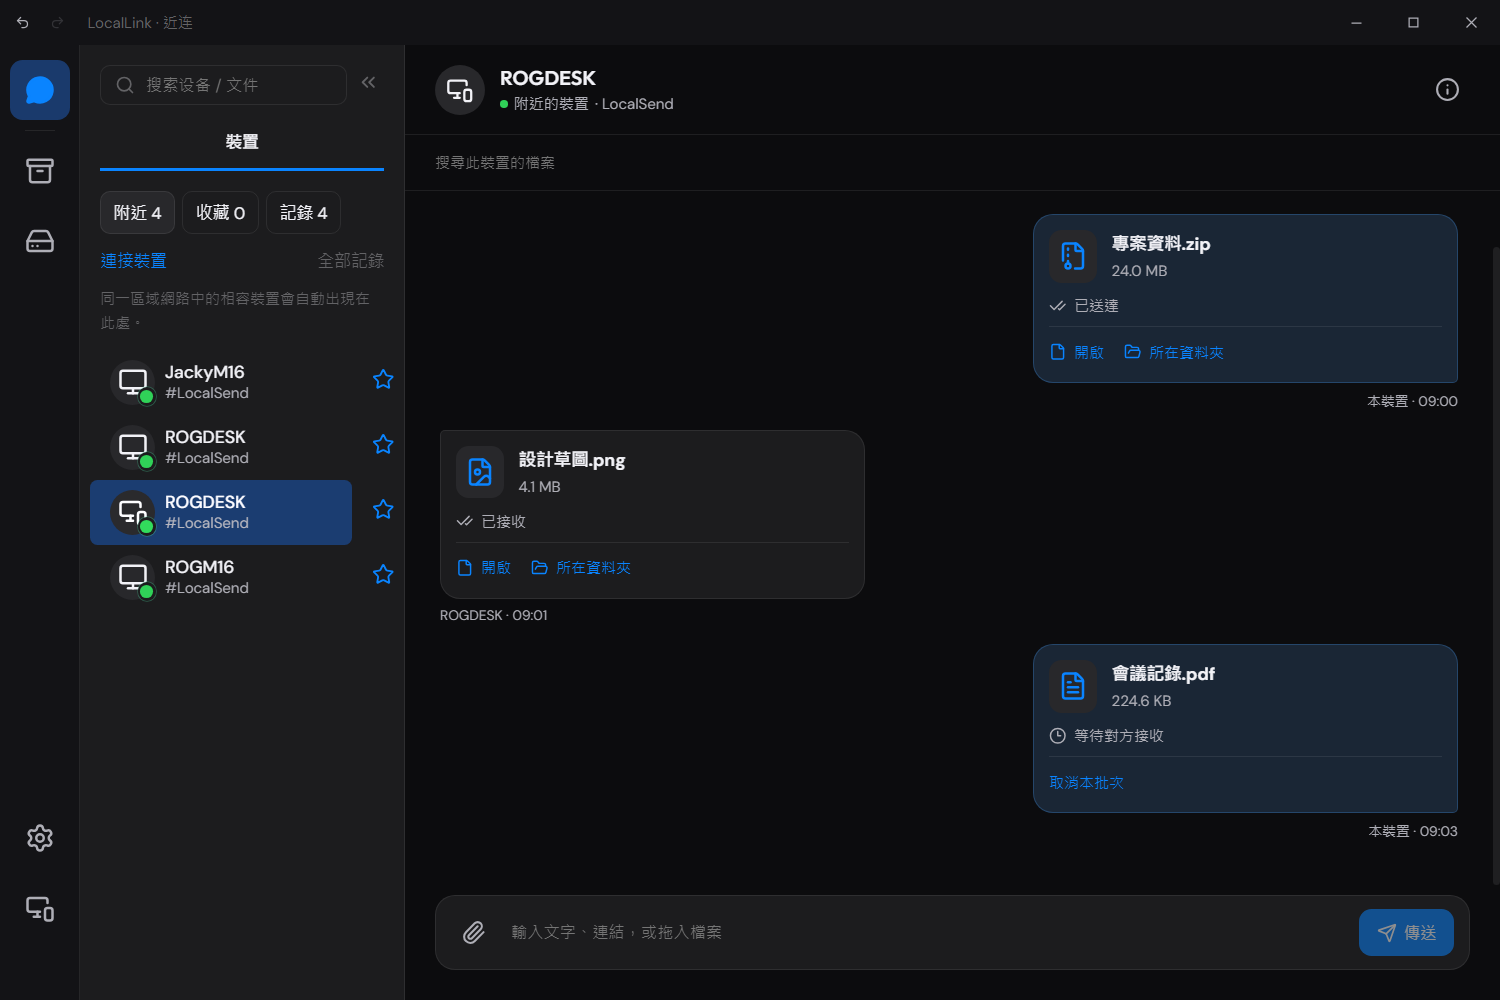 LocalLink · 近连
搜索设备 / 文件
裝置
附近 4
收藏 0
記錄 4
連接裝置
全部記錄
同一區域網路中的相容裝置會自動出現在
此處。
JackyM16
#LocalSend
ROGDESK
#LocalSend
ROGDESK
#LocalSend
ROGM16
#LocalSend
ROGDESK
附近的裝置 · LocalSend
搜尋此裝置的檔案
專案資料.zip
24.0 MB
已送達
開啟
所在資料夾
本裝置 · 09:00
設計草圖.png
4.1 MB
已接收
開啟
所在資料夾
ROGDESK · 09:01
會議記錄.pdf
224.6 KB
等待對方接收
取消本批次
本裝置 · 09:03
輸入文字、連結，或拖入檔案
傳送